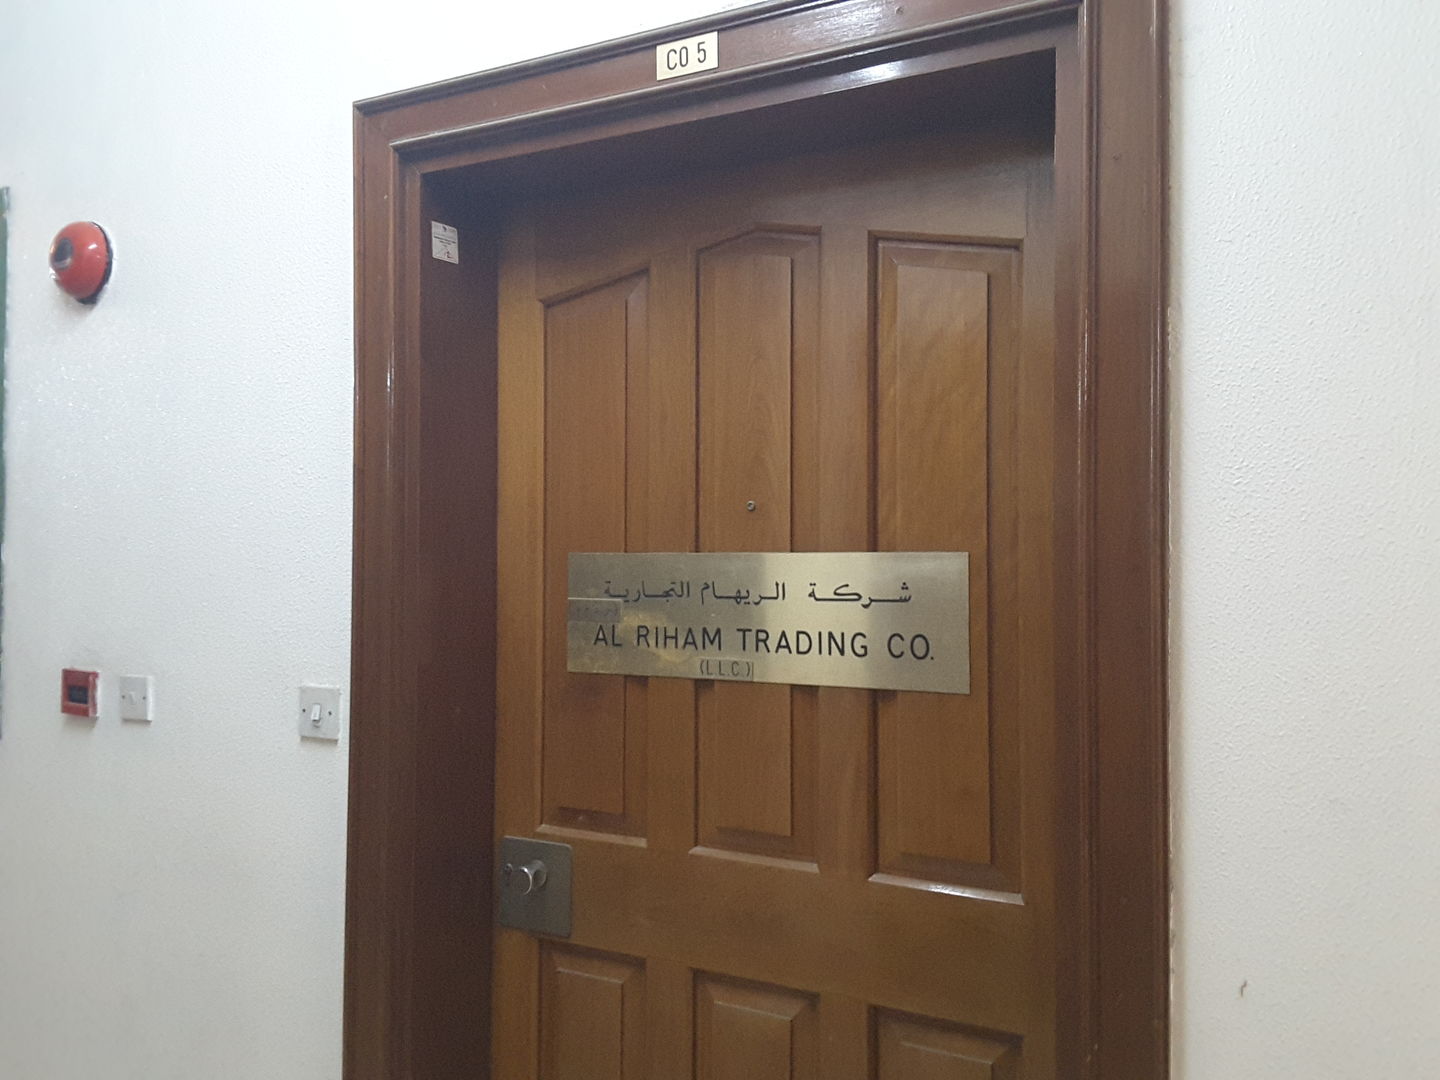 CO 5
شركة الريهام التجارية
AL RIHAM TRADING CO.
(L.L.C.)